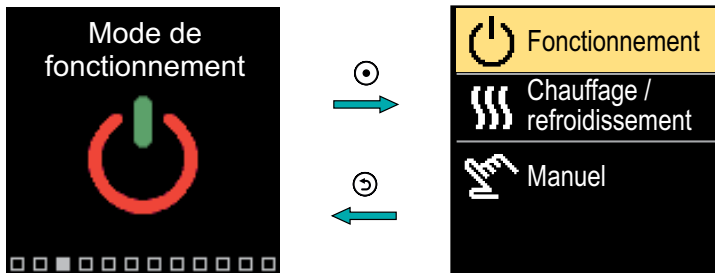 Mode de
fonctionnement
Fonctionnement
Chauffage /
refroidissement
Manuel